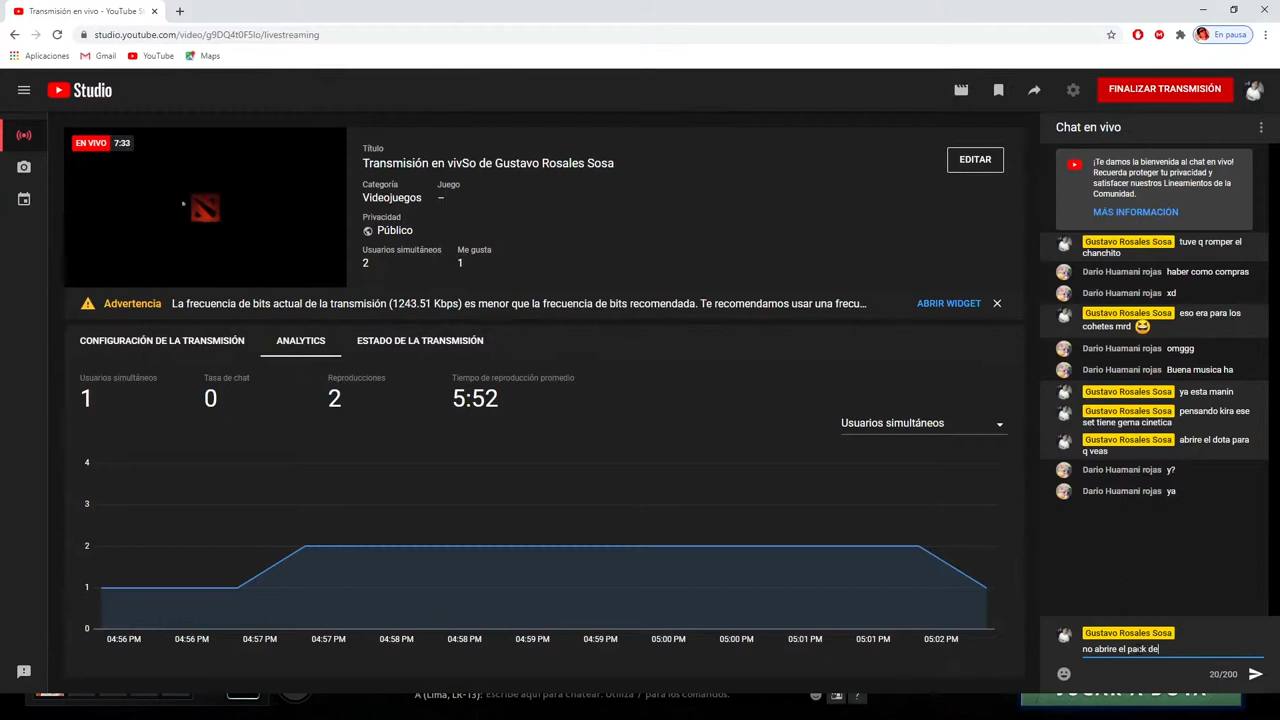 Transmisión en vivo - YouTube S
studio.youtube.com/video/g9DQ4t0F5Io/livestreaming
En pausa
Aplicaciones
Gmail
YouTube
Maps
Studio
FINALIZAR TRANSMISIÓN
EN VIVO 7:33
Título
Transmisión en vivSo de Gustavo Rosales Sosa
EDITAR
Categoría Juego
Videojuegos –
Privacidad
Público
Usuarios simultáneos Me gusta
2 1
Advertencia La frecuencia de bits actual de la transmisión (1243.51 Kbps) es menor que la frecuencia de bits recomendada. Te recomendamos usar una frecu... ABRIR WIDGET
CONFIGURACIÓN DE LA TRANSMISIÓN ANALYTICS ESTADO DE LA TRANSMISIÓN
Usuarios simultáneos Tasa de chat Reproducciones Tiempo de reproducción promedio
1 0 2 5:52
Usuarios simultáneos
4
3
2
1
0
04:56 PM 04:56 PM 04:57 PM 04:57 PM 04:58 PM 04:58 PM 04:59 PM 04:59 PM 05:00 PM 05:00 PM 05:01 PM 05:01 PM 05:02 PM
Chat en vivo
¡Te damos la bienvenida al chat en vivo!
Recuerda proteger tu privacidad y
satisfacer nuestros Lineamientos de la
Comunidad.
MÁS INFORMACIÓN
Gustavo Rosales Sosa tuve q romper el
chanchito
Dario Huamani rojas haber como compras
Dario Huamani rojas xd
Gustavo Rosales Sosa eso era para los
cohetes mrd 😆
Dario Huamani rojas omggg
Dario Huamani rojas Buena musica ha
Gustavo Rosales Sosa ya esta manin
Gustavo Rosales Sosa pensando kira ese
set tiene gema cinetica
Gustavo Rosales Sosa abrire el dota para
q veas
Dario Huamani rojas y?
Dario Huamani rojas ya
Gustavo Rosales Sosa
no abrire el pack de
20/200
A (Lima, LR-13) Escribe aquí para chatear. Utiliza / para los comandos.
JUGAR A DOTA